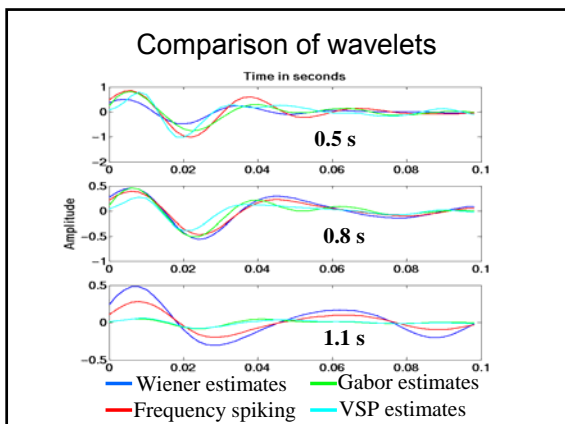 Comparison of wavelets
Time in seconds
1
0
-1
-2
0 0.02 0.04 0.06 0.08 0.1
0.5 s
0.5
0
-0.5
-1
0 0.02 0.04 0.06 0.08 0.1
0.8 s
Amplitude
0.5
0
-0.5
0 0.02 0.04 0.06 0.08 0.1
1.1 s
Wiener estimates Gabor estimates
Frequency spiking VSP estimates